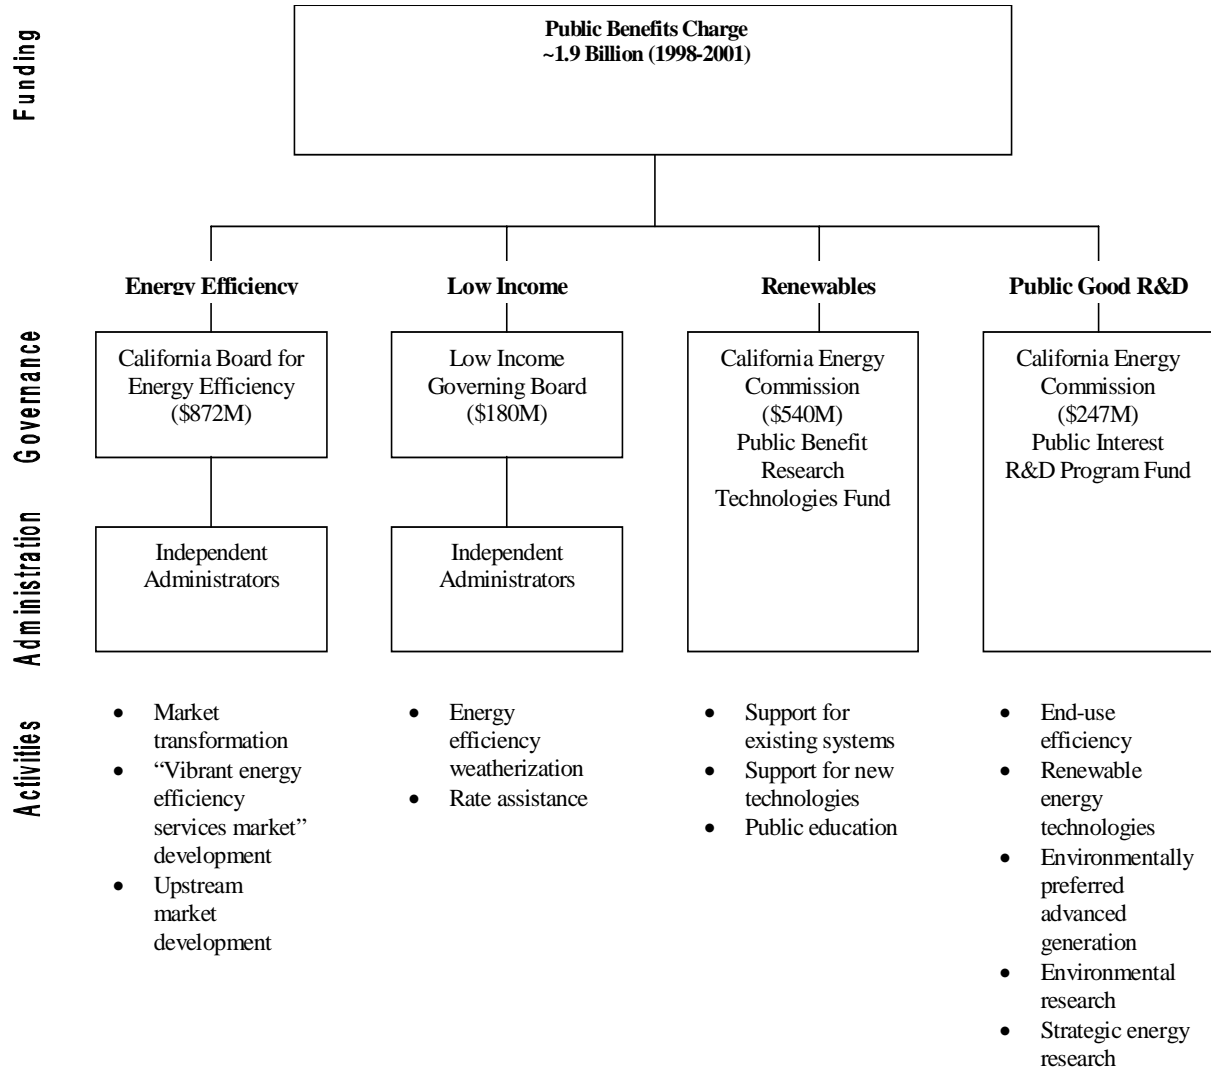 Funding
Public Benefits Charge
~1.9 Billion (1998-2001)
Energy Efficiency
Low Income
Renewables
Public Good R&D
Governance
California Board for
Energy Efficiency
($872M)
Low Income
Governing Board
($180M)
California Energy
Commission
($540M)
Public Benefit
Research
Technologies Fund
California Energy
Commission
($247M)
Public Interest
R&D Program Fund
Administration
Independent
Administrators
Independent
Administrators
Activities
• Market
transformation
• “Vibrant energy
efficiency
services market”
development
• Upstream
market
development
• Energy
efficiency
weatherization
• Rate assistance
• Support for
existing systems
• Support for new
technologies
• Public education
• End-use
efficiency
• Renewable
energy
technologies
• Environmentally
preferred
advanced
generation
• Environmental
research
• Strategic energy
research